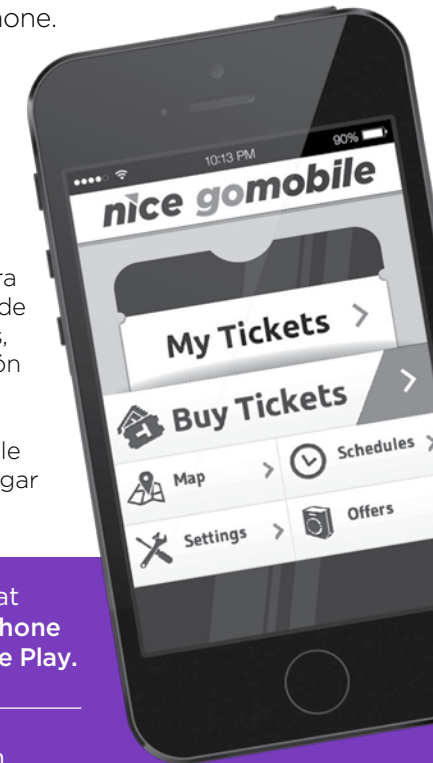 hone.
ra
de
s,
ón
le
gar
10:13 PM
90%
nice gomobile
My Tickets
Buy Tickets
Map
Schedules
Settings
Offers
at
hone
e Play.